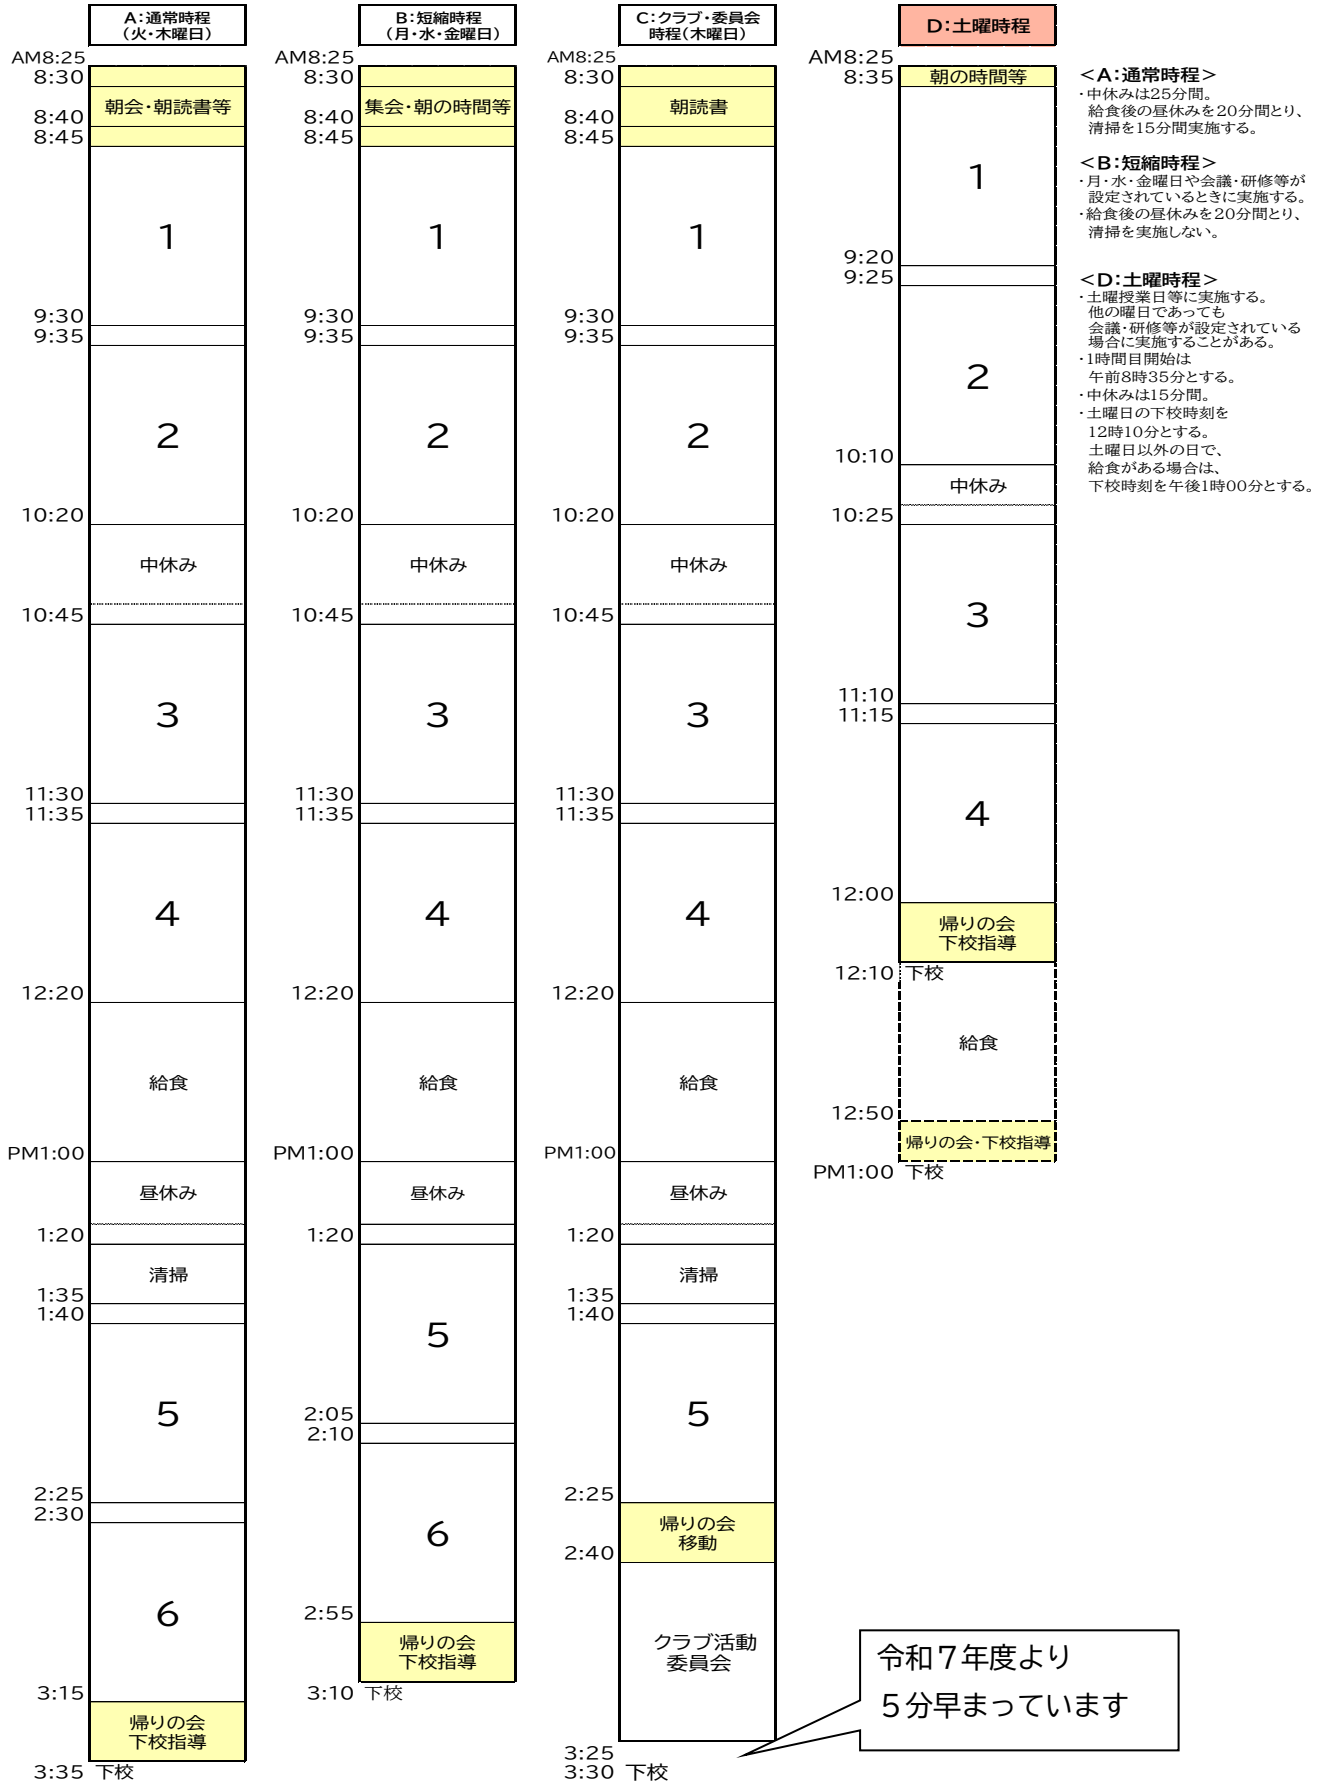 A:通常時程
(火・木曜日)
AM8:25
8:30
朝会・朝読書等
8:40
8:45
1
9:30
9:35
2
10:20
中休み
10:45
3
11:30
11:35
4
12:20
給食
PM1:00
昼休み
1:20
清掃
1:35
1:40
5
2:25
2:30
6
3:15
帰りの会
下校指導
3:35 下校
B:短縮時程
(月・水・金曜日)
AM8:25
8:30
集会・朝の時間等
8:40
8:45
1
9:30
9:35
2
10:20
中休み
10:45
3
11:30
11:35
4
12:20
給食
PM1:00
昼休み
1:20
5
2:05
2:10
6
2:55
帰りの会
下校指導
3:10 下校
C:クラブ・委員会
時程(木曜日)
AM8:25
8:30
朝読書
8:40
8:45
1
9:30
9:35
2
10:20
中休み
10:45
3
11:30
11:35
4
12:20
給食
PM1:00
昼休み
1:20
清掃
1:35
1:40
5
2:25
帰りの会
移動
2:40
クラブ活動
委員会
3:25
3:30 下校
D:土曜時程
AM8:25
8:35
朝の時間等
1
9:20
9:25
2
10:10
中休み
10:25
3
11:10
11:15
4
12:00
帰りの会
下校指導
12:10 下校
給食
12:50
帰りの会・下校指導
PM1:00 下校
<A:通常時程>
・中休みは25分間。
給食後の昼休みを20分間とり、
清掃を15分間実施する。
<B:短縮時程>
・月・水・金曜日や会議・研修等が
設定されているときに実施する。
・給食後の昼休みを20分間とり、
清掃を実施しない。
<D:土曜時程>
・土曜授業日等に実施する。
他の曜日であっても
会議・研修等が設定されている
場合に実施することがある。
・1時間目開始は
午前8時35分とする。
・中休みは15分間。
・土曜日の下校時刻を
12時10分とする。
土曜日以外の日で、
給食がある場合は、
下校時刻を午後1時00分とする。
令和7年度より
5分早まっています